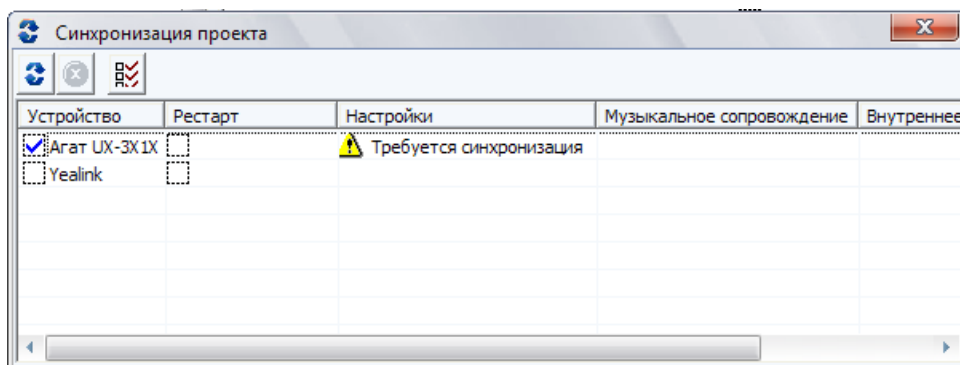 Синхронизация проекта
Устройство Рестарт Настройки Музыкальное сопровождение Внутреннее
Агат UX-3X1X Требуется синхронизация
Yealink